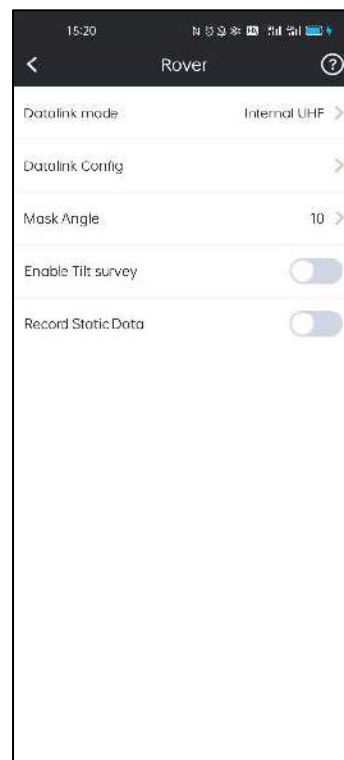 15:20
Rover
Datalink mode Internal UHF
Datalink Config
Mask Angle 10
Enable Tilt survey
Record Static Data